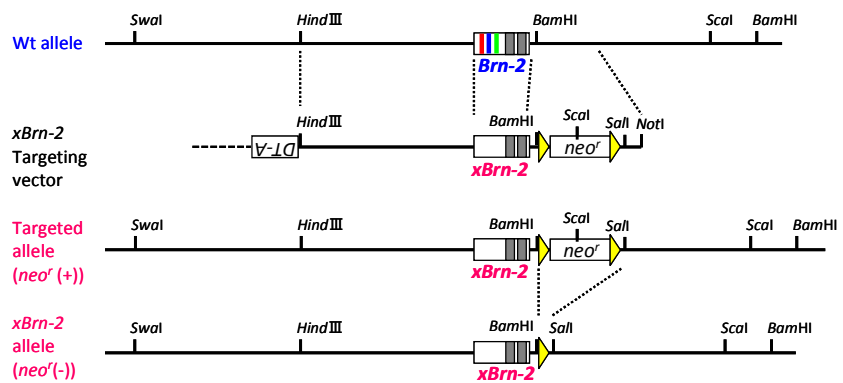 SwaI HindⅢ BamHI ScaI BamHI
Wt allele
Brn-2
HindⅢ BamHI ScaI SalI NotI
xBrn-2
Targeting
vector
DT-A neoʳ
xBrn-2
Targeted
allele
(neoʳ (+))
SwaI HindⅢ BamHI ScaI SalI ScaI BamHI
neoʳ
xBrn-2
xBrn-2
allele
(neoʳ(-))
SwaI HindⅢ BamHI SalI ScaI BamHI
xBrn-2